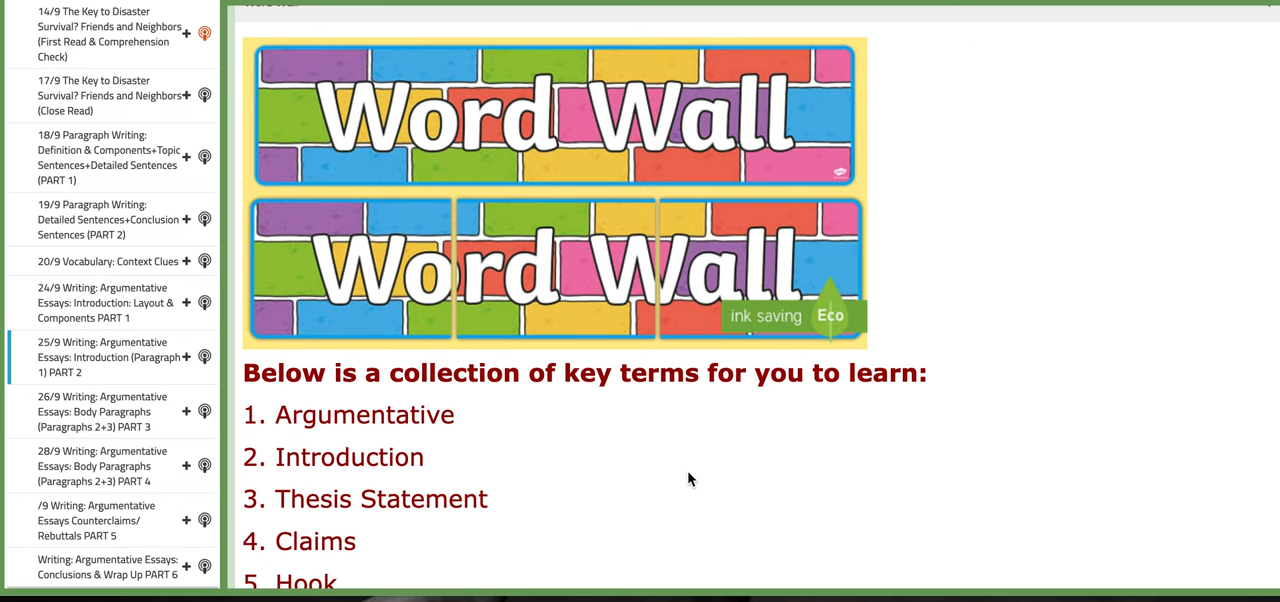 14/9 The Key to Disaster
Survival? Friends and Neighbors
(First Read & Comprehension
Check)
17/9 The Key to Disaster
Survival? Friends and Neighbors
(Close Read)
18/9 Paragraph Writing:
Definition & Components+Topic
Sentences+Detailed Sentences
(PART 1)
19/9 Paragraph Writing:
Detailed Sentences+Conclusion
Sentences (PART 2)
20/9 Vocabulary: Context Clues
24/9 Writing: Argumentative
Essays: Introduction: Layout &
Components PART 1
25/9 Writing: Argumentative
Essays: Introduction (Paragraph
1) PART 2
26/9 Writing: Argumentative
Essays: Body Paragraphs
(Paragraphs 2+3) PART 3
28/9 Writing: Argumentative
Essays: Body Paragraphs
(Paragraphs 2+3) PART 4
/9 Writing: Argumentative
Essays Counterclaims/
Rebuttals PART 5
Writing: Argumentative Essays:
Conclusions & Wrap Up PART 6
Word Wall
Word Wall
ink saving Eco
Below is a collection of key terms for you to learn:
1. Argumentative
2. Introduction
3. Thesis Statement
4. Claims
5. Hook